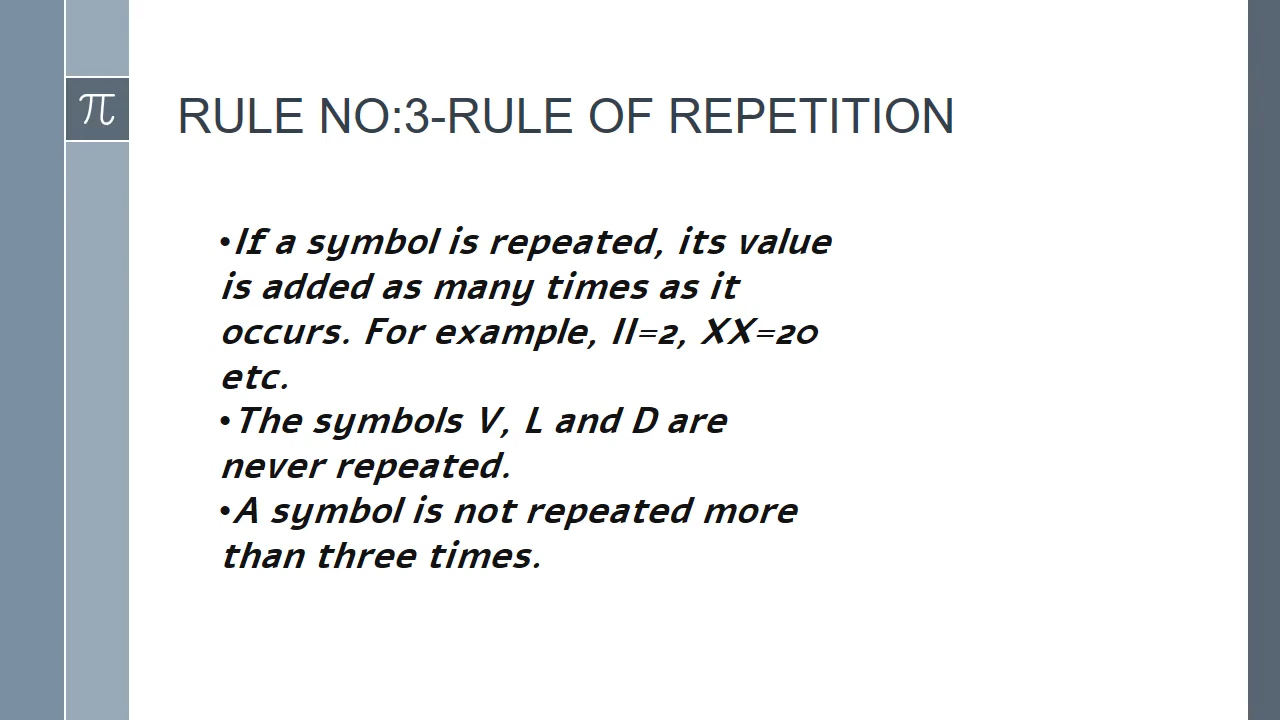 π
RULE NO:3-RULE OF REPETITION
•If a symbol is repeated, its value
is added as many times as it
occurs. For example, II=2, XX=20
etc.
•The symbols V, L and D are
never repeated.
•A symbol is not repeated more
than three times.